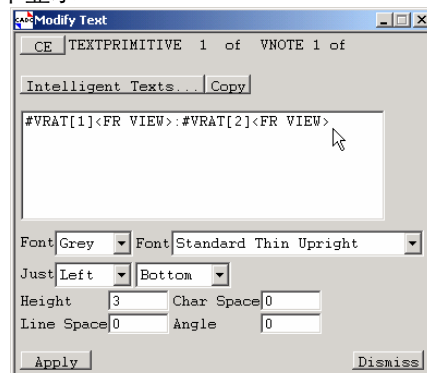 Modify Text
CE TEXTPRIMITIVE 1 of VNOTE 1 of
Intelligent Texts... Copy
#VRAT[1]<FR VIEW>:#VRAT[2]<FR VIEW>
Font Grey Font Standard Thin Upright
Just Left Bottom
Height 3 Char Space 0
Line Space 0 Angle 0
Apply Dismiss